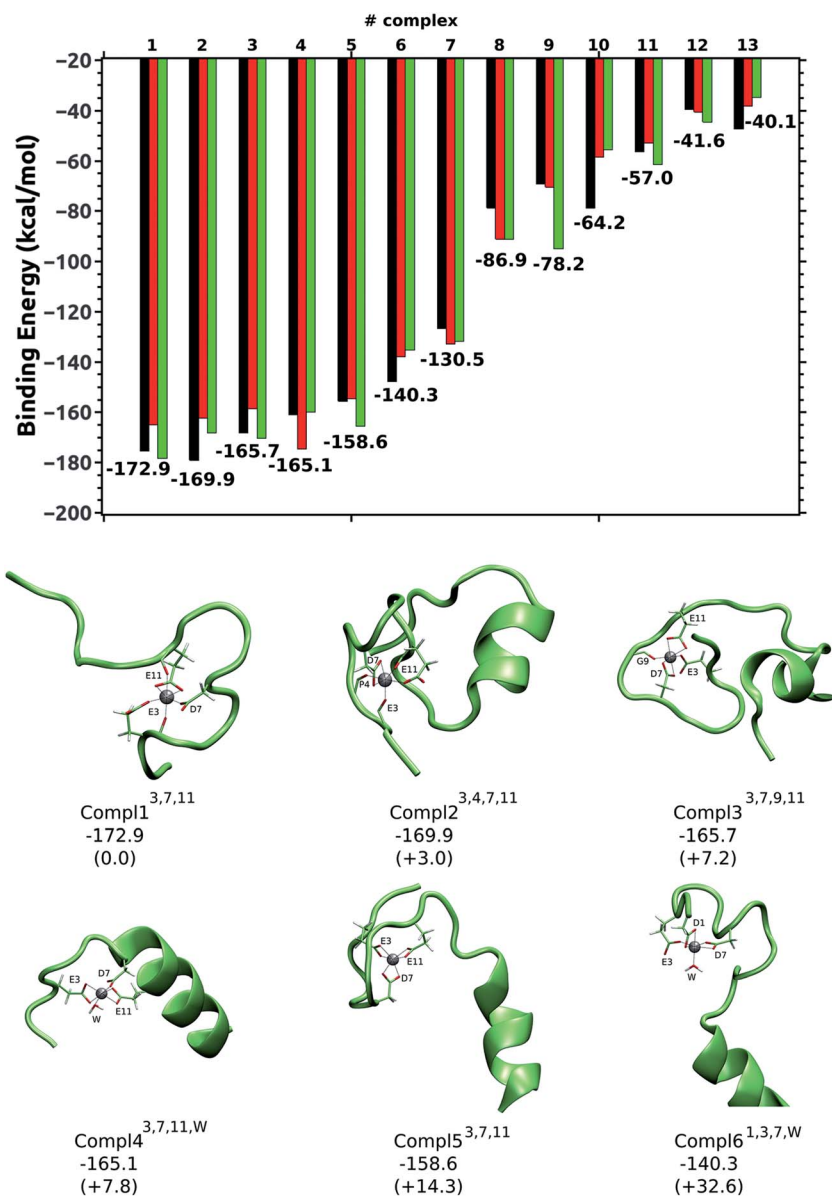 # complex
1 2 3 4 5 6 7 8 9 10 11 12 13
Binding Energy (kcal/mol)
−20
−40
−60
−80
−100
−120
−140
−160
−180
−200
-172.9
-169.9
-165.7
-165.1
-158.6
-140.3
-130.5
-86.9
-78.2
-64.2
-57.0
-41.6
-40.1
E11
E3
D7
D7
E11
P4
E3
E11
G9
D7
E3
Compl1 3,7,11
-172.9
(0.0)
Compl2 3,4,7,11
-169.9
(+3.0)
Compl3 3,7,9,11
-165.7
(+7.2)
E3
D7
E11
W
E3
E11
D7
D1
E3
D7
W
Compl4 3,7,11,W
-165.1
(+7.8)
Compl5 3,7,11
-158.6
(+14.3)
Compl6 1,3,7,W
-140.3
(+32.6)